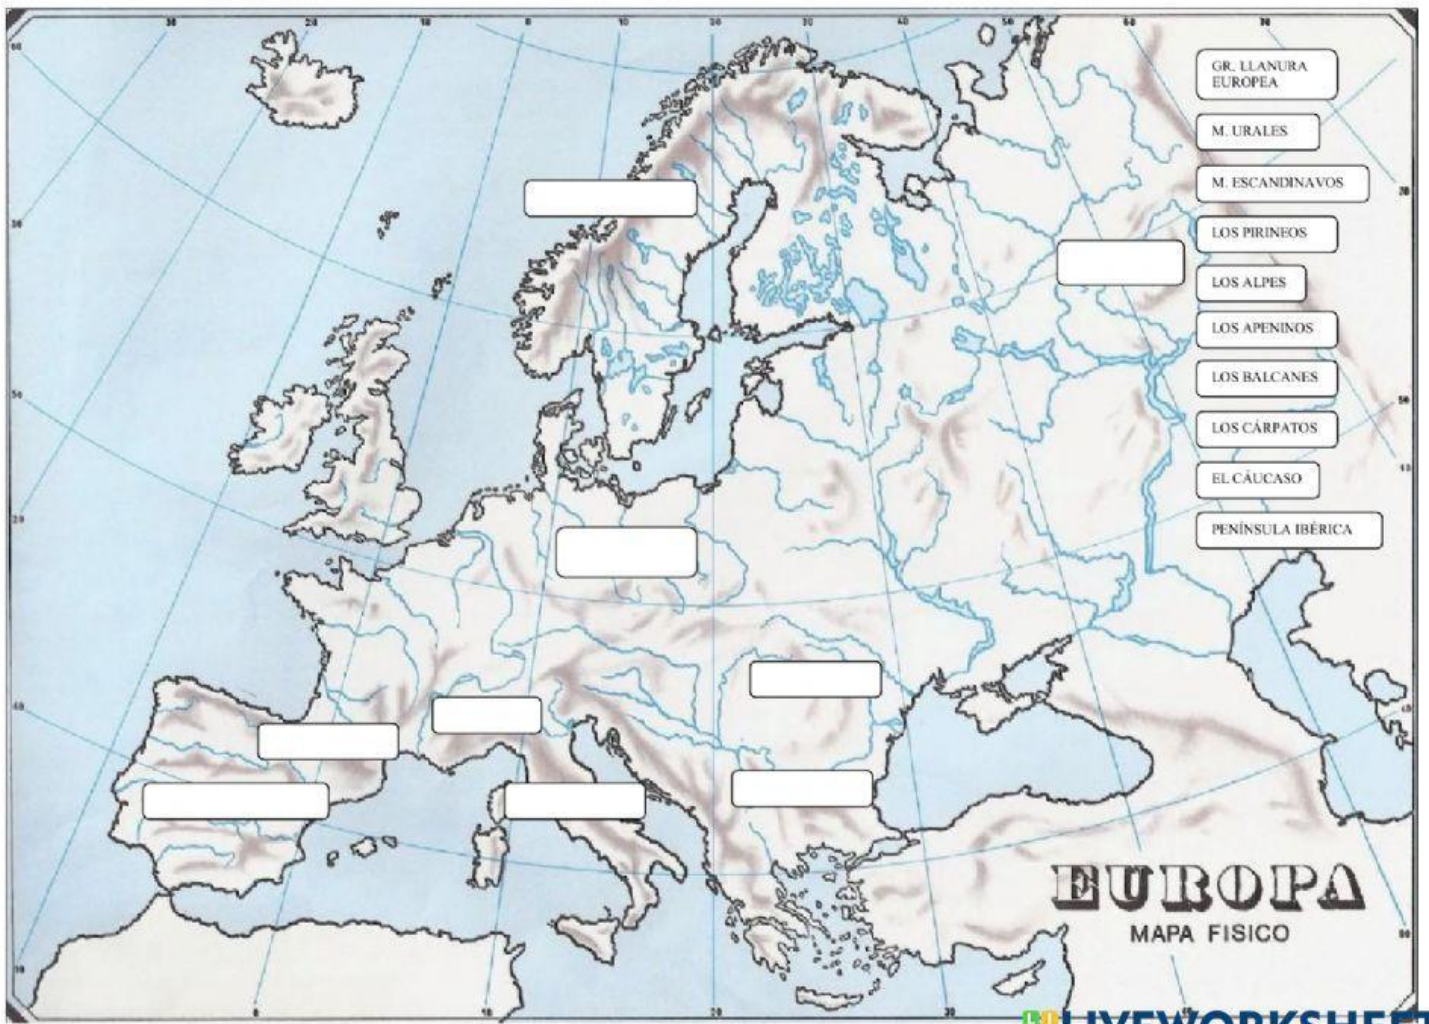 GR. LLANURA
EUROPEA
M. URALES
M. ESCANDINAVOS
LOS PIRINEOS
LOS ALPES
LOS APENINOS
LOS BALCANES
LOS CÁRPATOS
EL CÁUCASO
PENÍNSULA IBÉRICA
EUROPA
MAPA FISICO
LIVEWORKSHEET